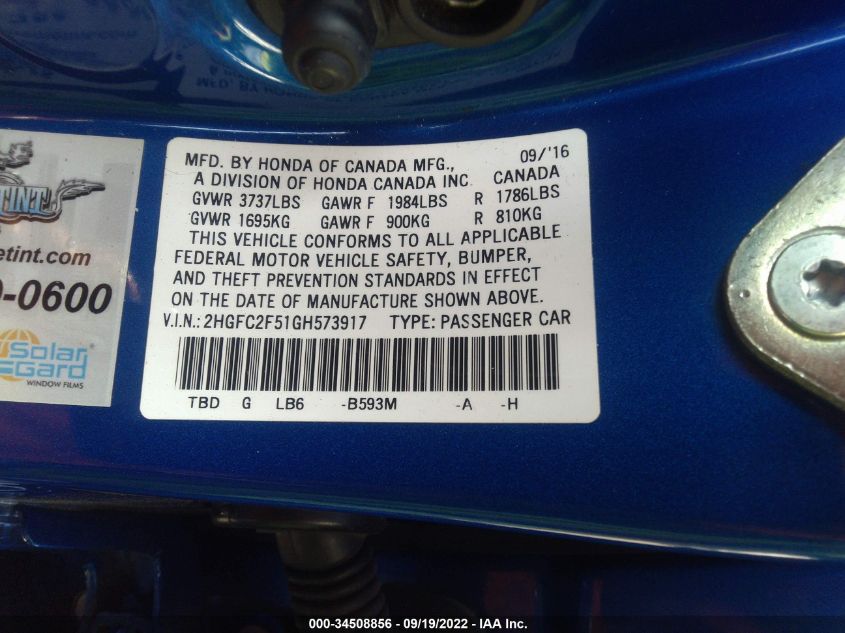 MFD. BY HONDA OF CANADA MFG., 09/'16
A DIVISION OF HONDA CANADA INC. CANADA
GVWR 3737LBS GAWR F 1984LBS R 1786LBS
GVWR 1695KG GAWR F 900KG R 810KG
THIS VEHICLE CONFORMS TO ALL APPLICABLE
FEDERAL MOTOR VEHICLE SAFETY, BUMPER,
AND THEFT PREVENTION STANDARDS IN EFFECT
ON THE DATE OF MANUFACTURE SHOWN ABOVE.
V.I.N.: 2HGFC2F51GH573917 TYPE: PASSENGER CAR
TBD G LB6 -B593M -A -H
TINT
etint.com
0-0600
Solar
Gard
WINDOW FILMS
000-34508856 - 09/19/2022 - IAA Inc.